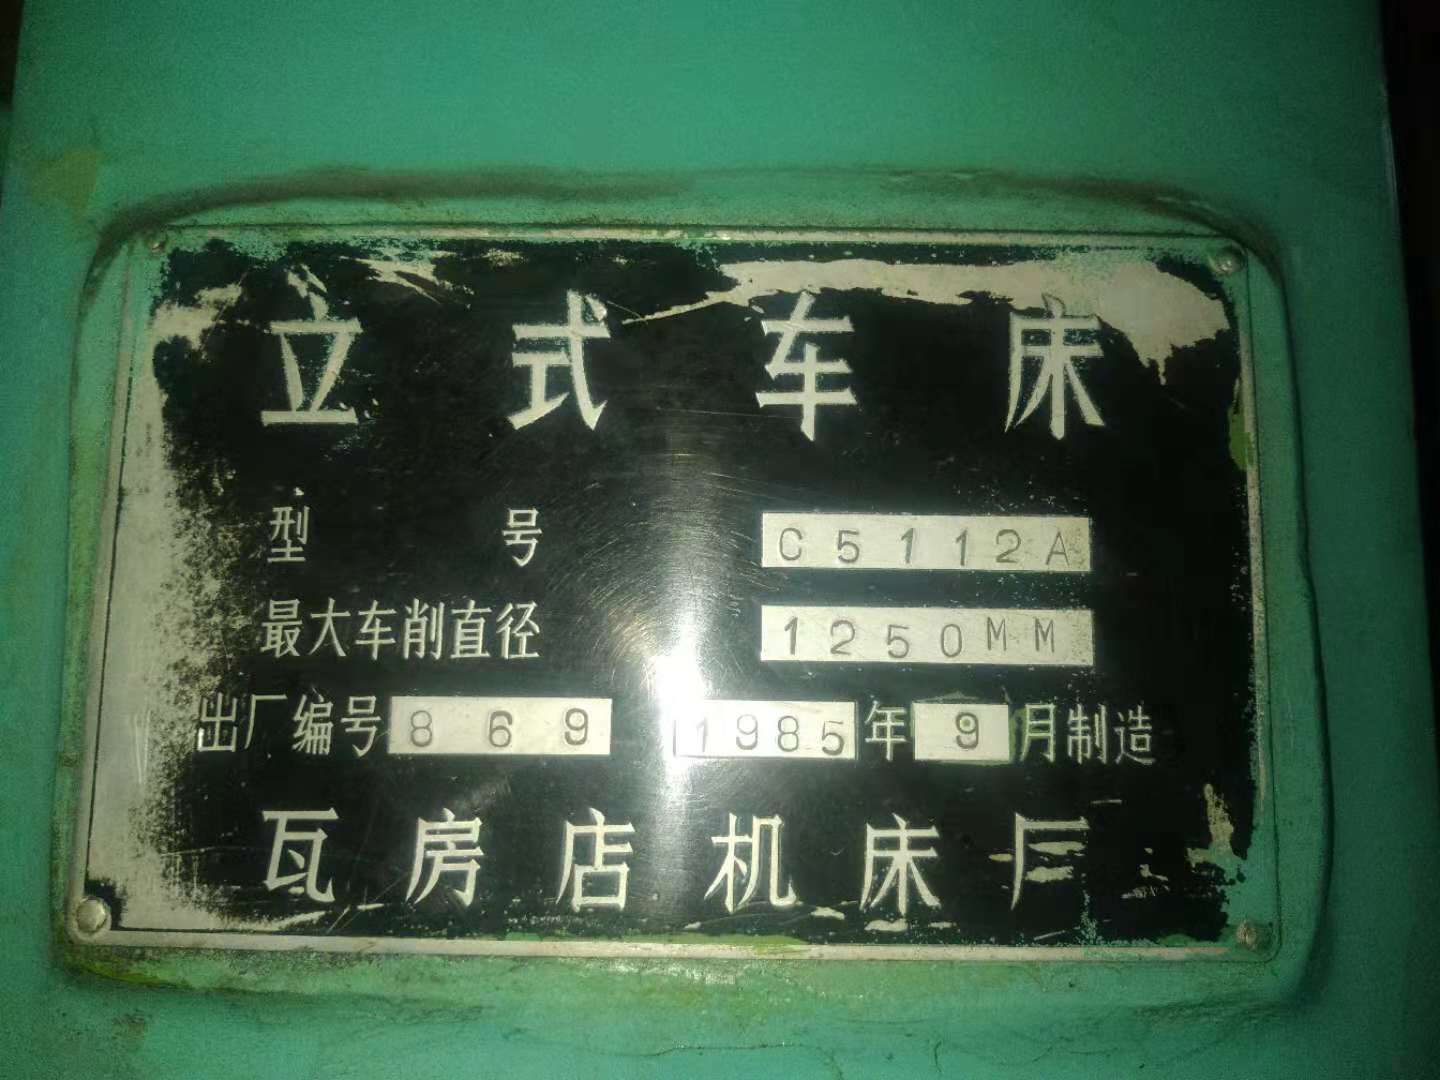 立式车床
型号 C5112A
最大车削直径 1250MM
出厂编号 869 1985年9月制造
瓦房店机床厂